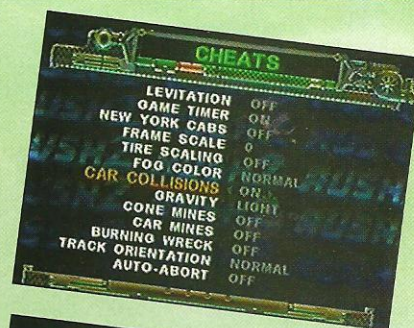 CHEATS
LEVITATION OFF
GAME TIMER ON
NEW YORK CABS OFF
FRAME SCALE 0
TIRE SCALING OFF
FOG COLOR NORMAL
CAR COLLISIONS ON
GRAVITY LIGHT
CONE MINES OFF
CAR MINES OFF
BURNING WRECK OFF
TRACK ORIENTATION NORMAL
AUTO-ABORT OFF